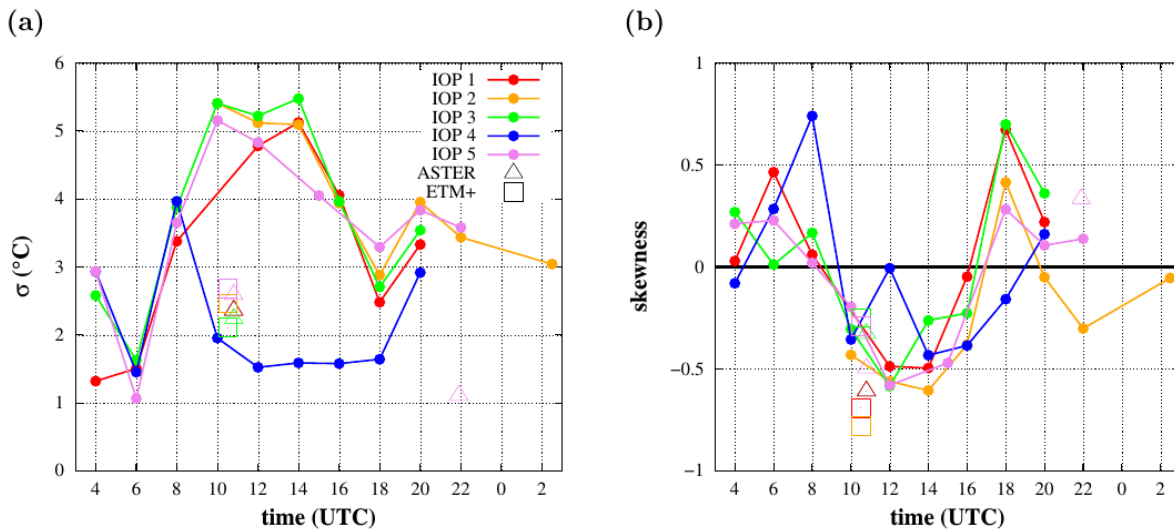 (a)
6
5
4
3
2
1
0
σ (°C)
IOP 1
IOP 2
IOP 3
IOP 4
IOP 5
ASTER
ETM+
4 6 8 10 12 14 16 18 20 22 0 2
time (UTC)
(b)
1
0.5
0
−0.5
−1
skewness
4 6 8 10 12 14 16 18 20 22 0 2
time (UTC)